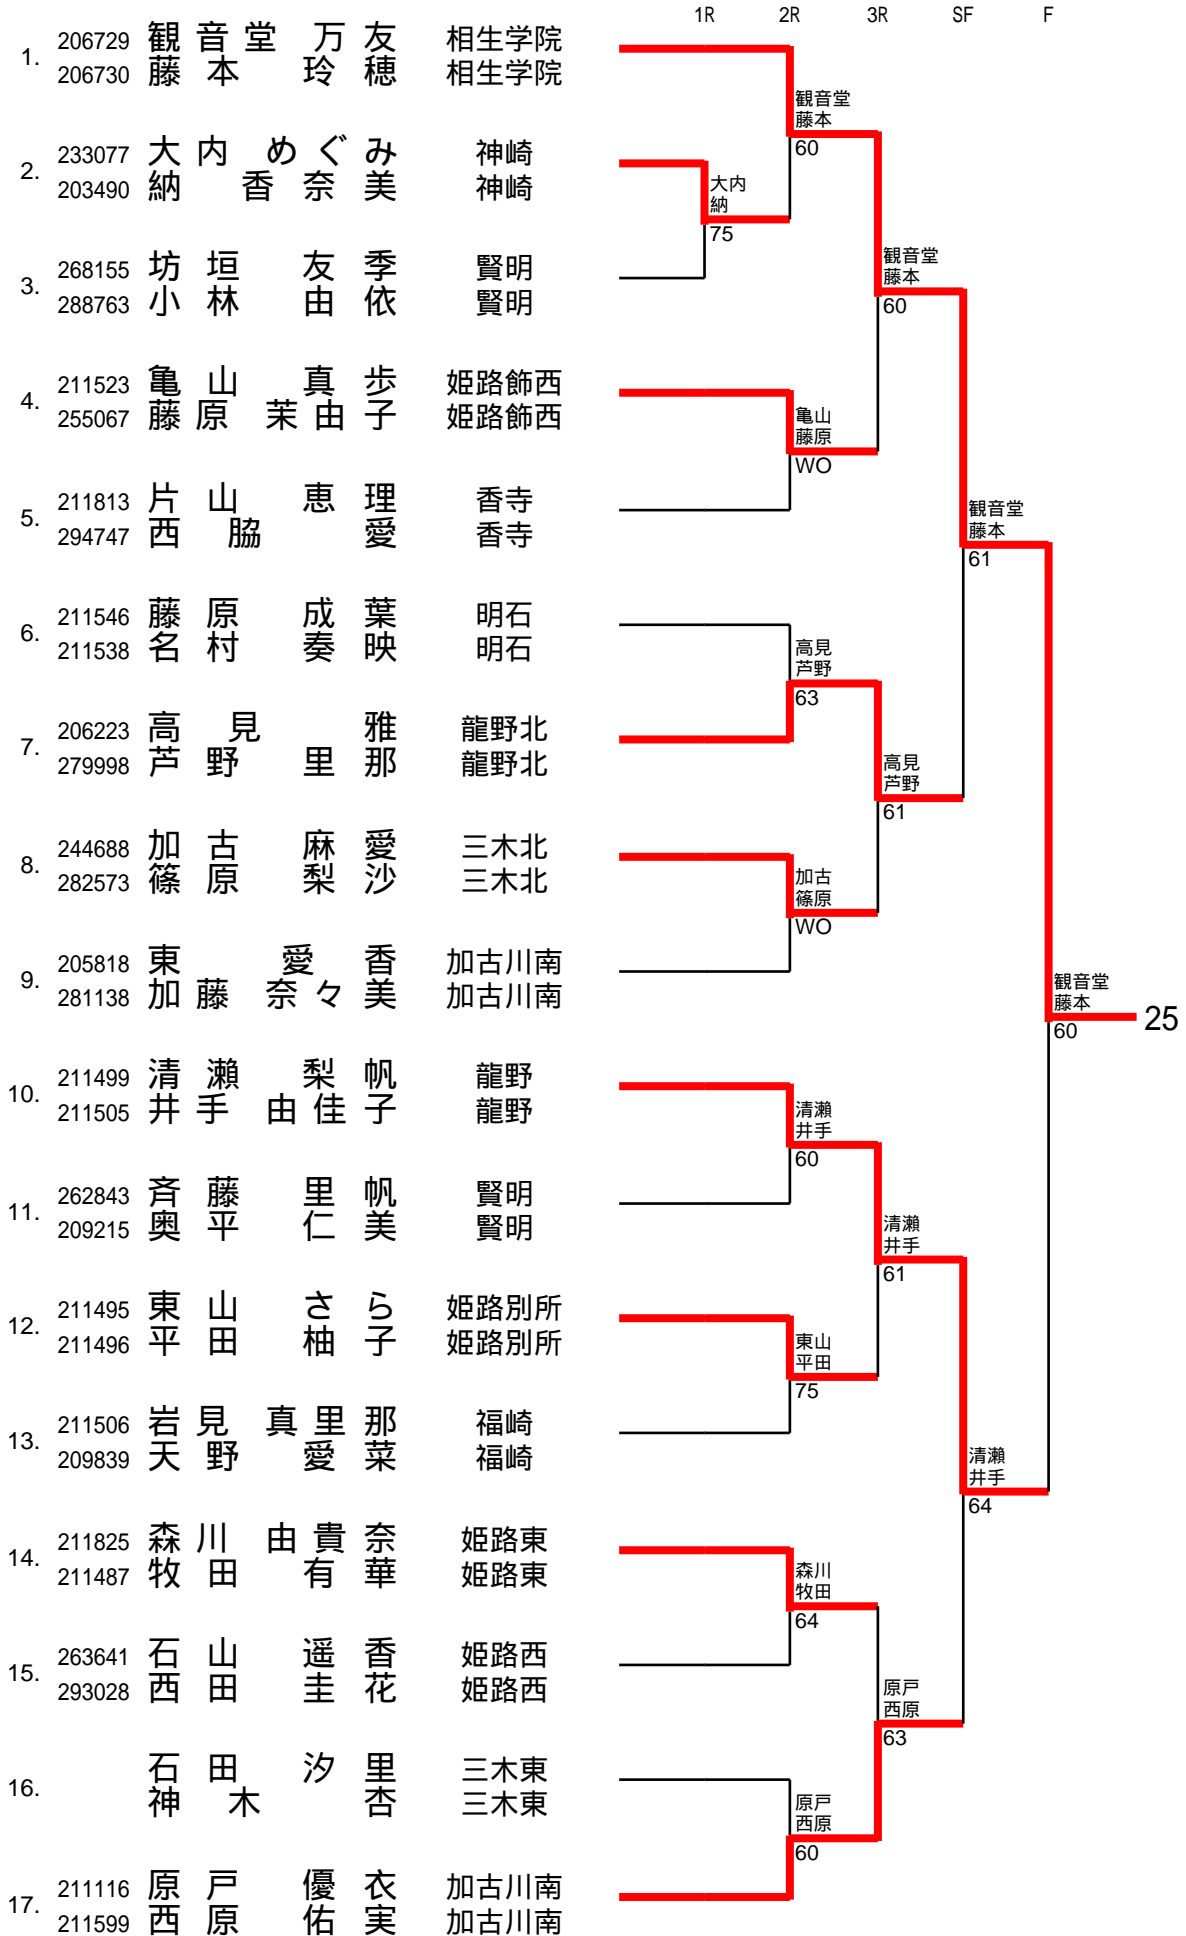 1R 2R 3R SF F
1. 206729 観音堂 万友 相生学院
206730 藤本 玲穂 相生学院
観音堂
藤本
60
2. 233077 大内 めぐみ 神崎
203490 納 香奈美 神崎
大内
納
75
3. 268155 坊垣 友季 賢明
288763 小林 由依 賢明
観音堂
藤本
60
4. 211523 亀山 真歩 姫路飾西
255067 藤原 茉由子 姫路飾西
亀山
藤原
WO
5. 211813 片山 恵理 香寺
294747 西脇 愛 香寺
観音堂
藤本
61
6. 211546 藤原 成葉 明石
211538 名村 奏映 明石
高見
芦野
63
7. 206223 高見 雅 龍野北
279998 芦野 里那 龍野北
高見
芦野
61
8. 244688 加古 麻愛 三木北
282573 篠原 梨沙 三木北
加古
篠原
WO
9. 205818 東 愛香 加古川南
281138 加藤 奈々美 加古川南
観音堂
藤本
60
25
10. 211499 清瀬 梨帆 龍野
211505 井手 由佳子 龍野
清瀬
井手
60
11. 262843 斉藤 里帆 賢明
209215 奥平 仁美 賢明
清瀬
井手
61
12. 211495 東山 さら 姫路別所
211496 平田 柚子 姫路別所
東山
平田
75
13. 211506 岩見 真里那 福崎
209839 天野 愛菜 福崎
清瀬
井手
64
14. 211825 森川 由貴奈 姫路東
211487 牧田 有華 姫路東
森川
牧田
64
15. 263641 石山 遥香 姫路西
293028 西田 圭花 姫路西
原戸
西原
63
16. 石田 汐里 三木東
神木 杏 三木東
原戸
西原
60
17. 211116 原戸 優衣 加古川南
211599 西原 佑実 加古川南